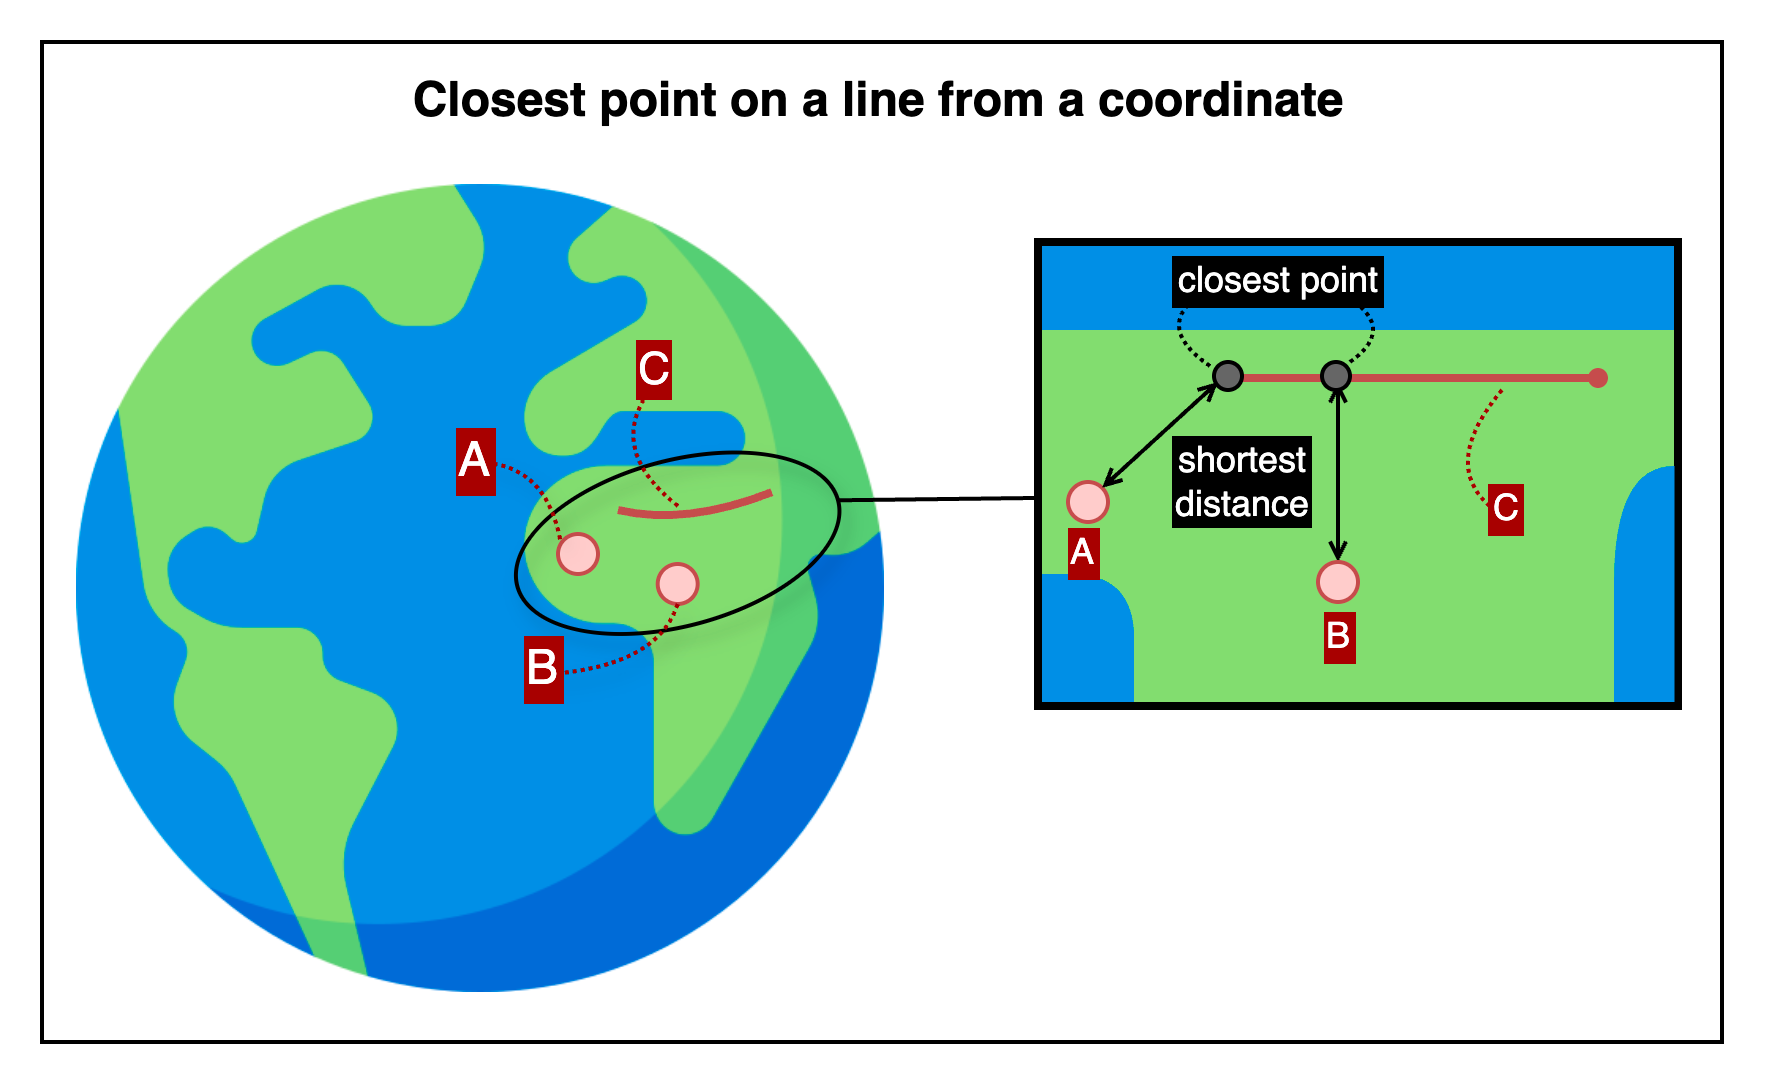 Closest point on a line from a coordinate
C
A
B
closest point
shortest
distance
C
A
B